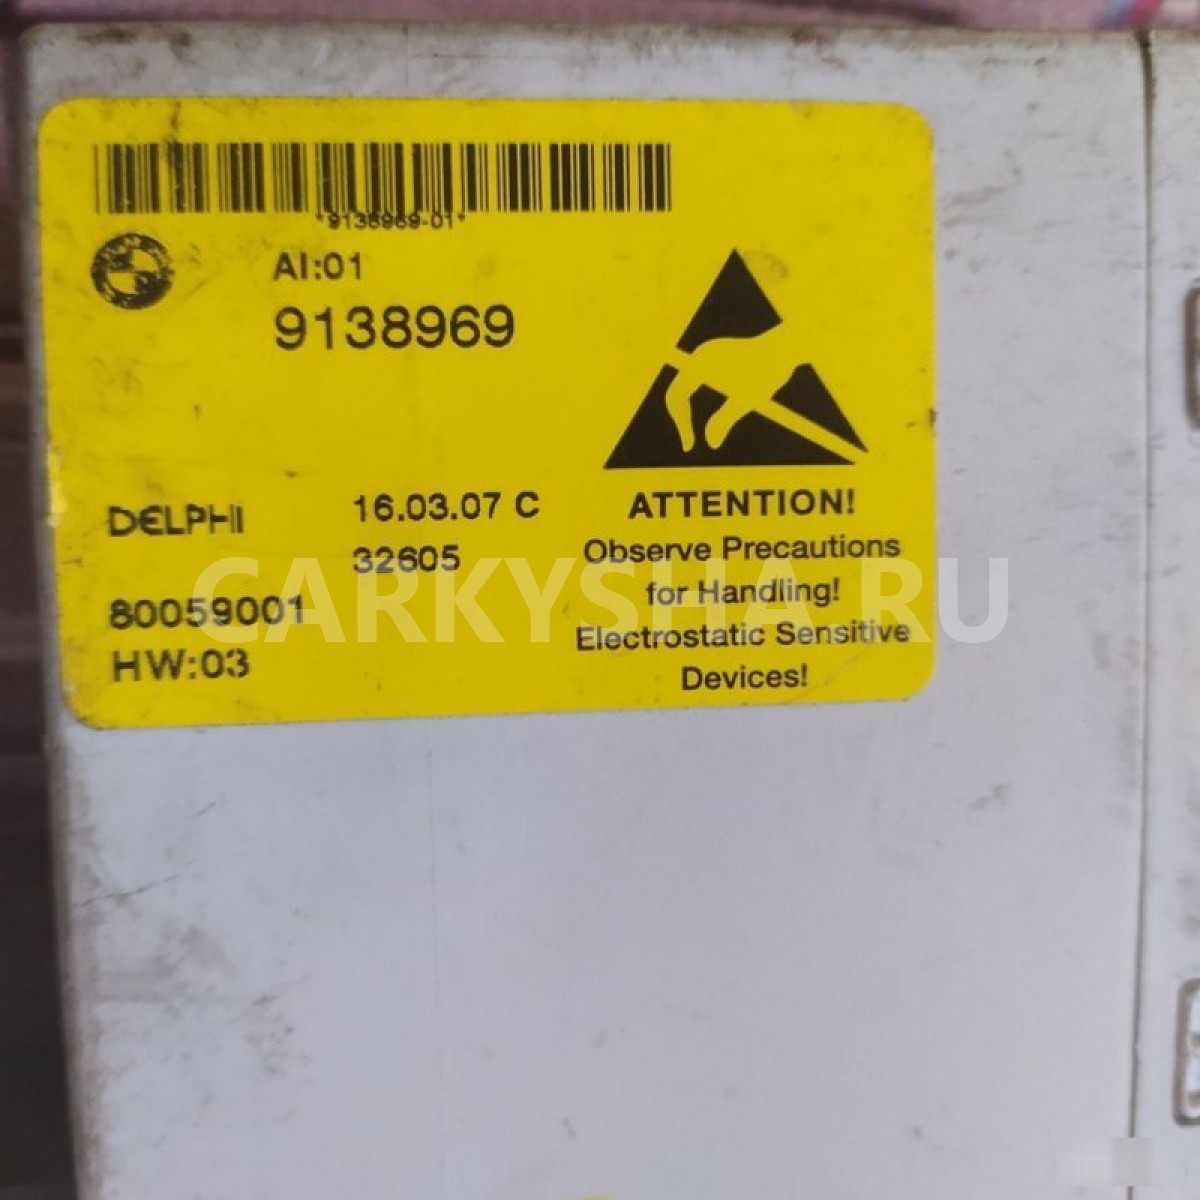 *9138969-01*
AI:01
9138969
DELPHI
16.03.07 C
32605
80059001
HW:03
ATTENTION!
Observe Precautions
for Handling!
Electrostatic Sensitive
Devices!
CARKYSHA.RU